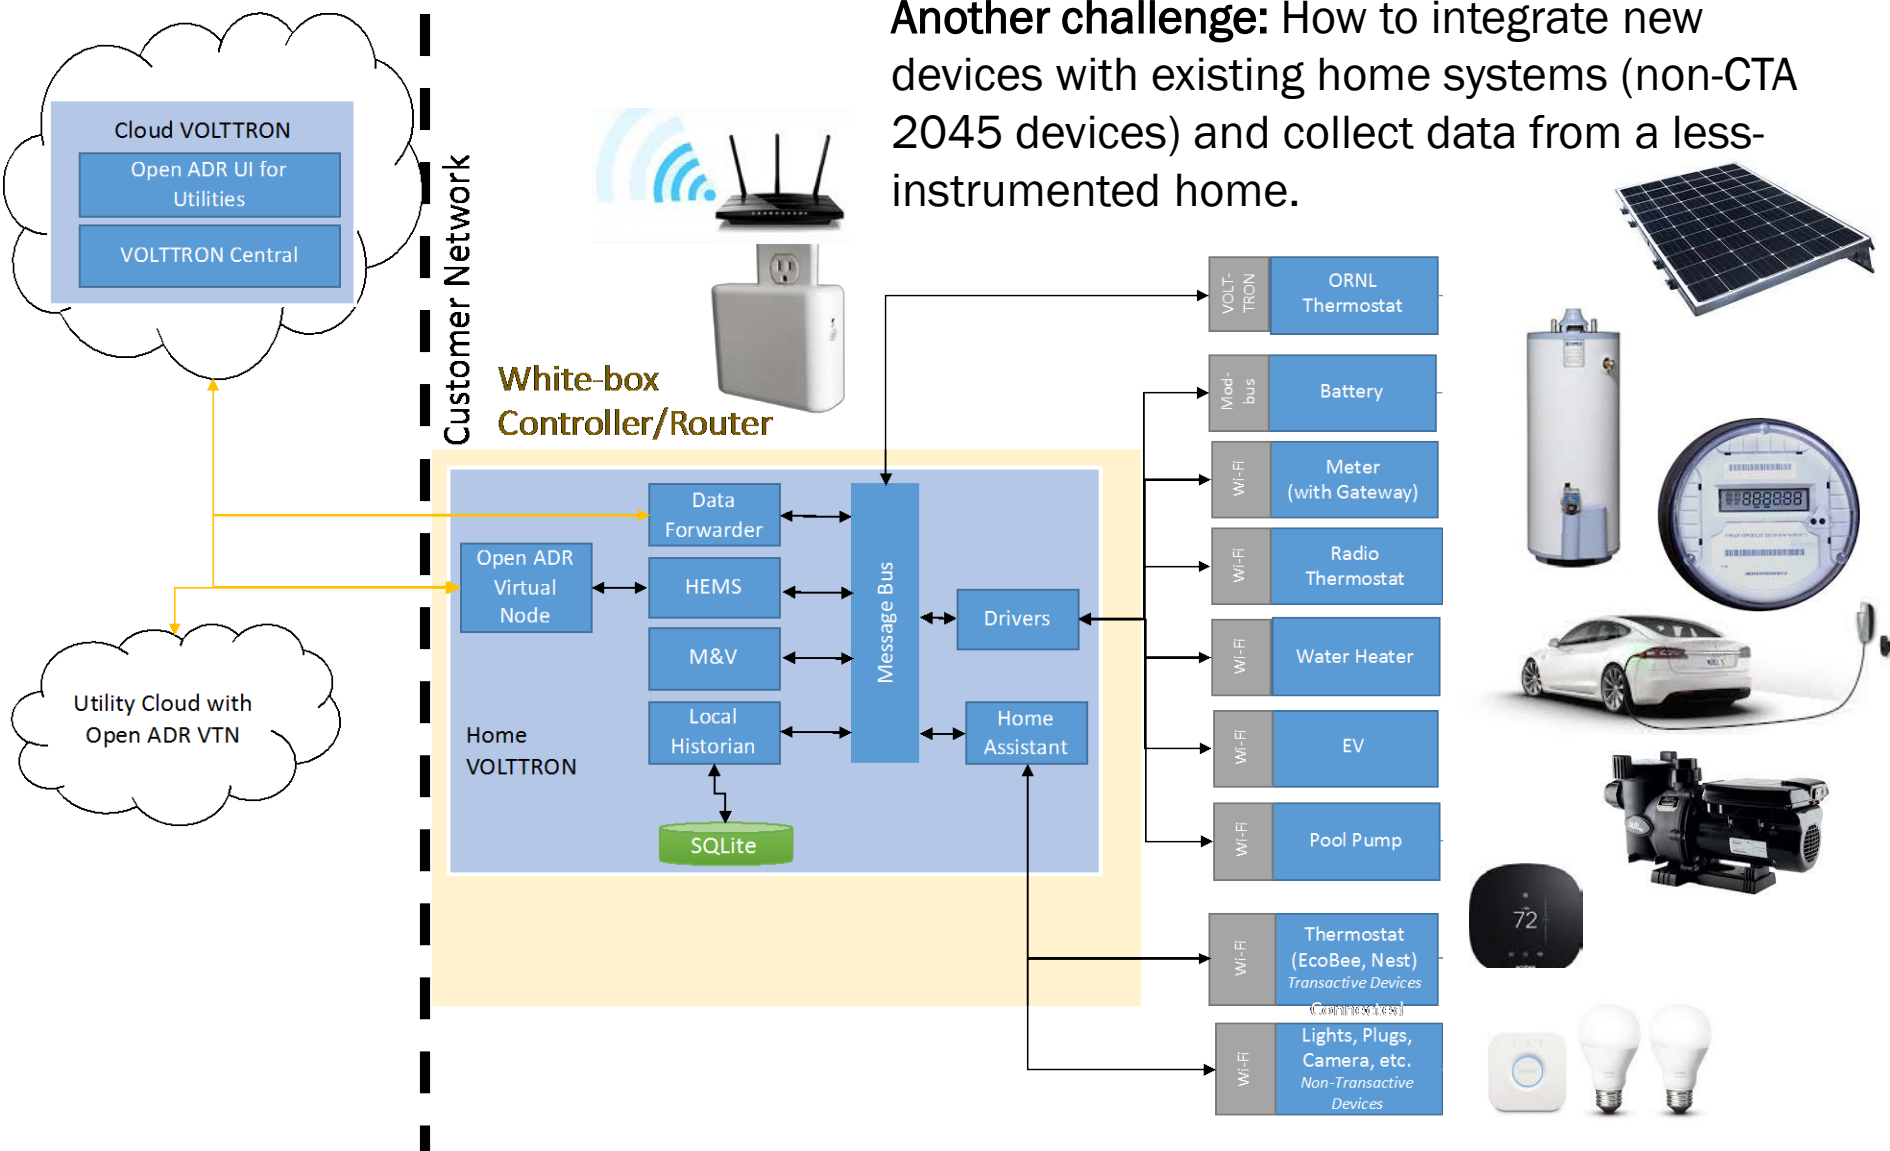 Another challenge: How to integrate new
devices with existing home systems (non-CTA
2045 devices) and collect data from a less-
instrumented home.
Cloud VOLTTRON
Open ADR UI for
Utilities
VOLTTRON Central
Customer Network
White-box
Controller/Router
Utility Cloud with
Open ADR VTN
Open ADR
Virtual
Node
Data
Forwarder
HEMS
M&V
Local
Historian
SQLite
Home
VOLTTRON
Message Bus
Drivers
Home
Assistant
VOLT-
TRON
ORNL
Thermostat
Mod-
bus
Battery
Wi-Fi
Meter
(with Gateway)
Wi-Fi
Radio
Thermostat
Wi-Fi
Water Heater
Wi-Fi
EV
Wi-Fi
Pool Pump
Wi-Fi
Thermostat
(EcoBee, Nest)
Transactive Devices
Wi-Fi
Connected
Lights, Plugs,
Camera, etc.
Non-Transactive
Devices
72